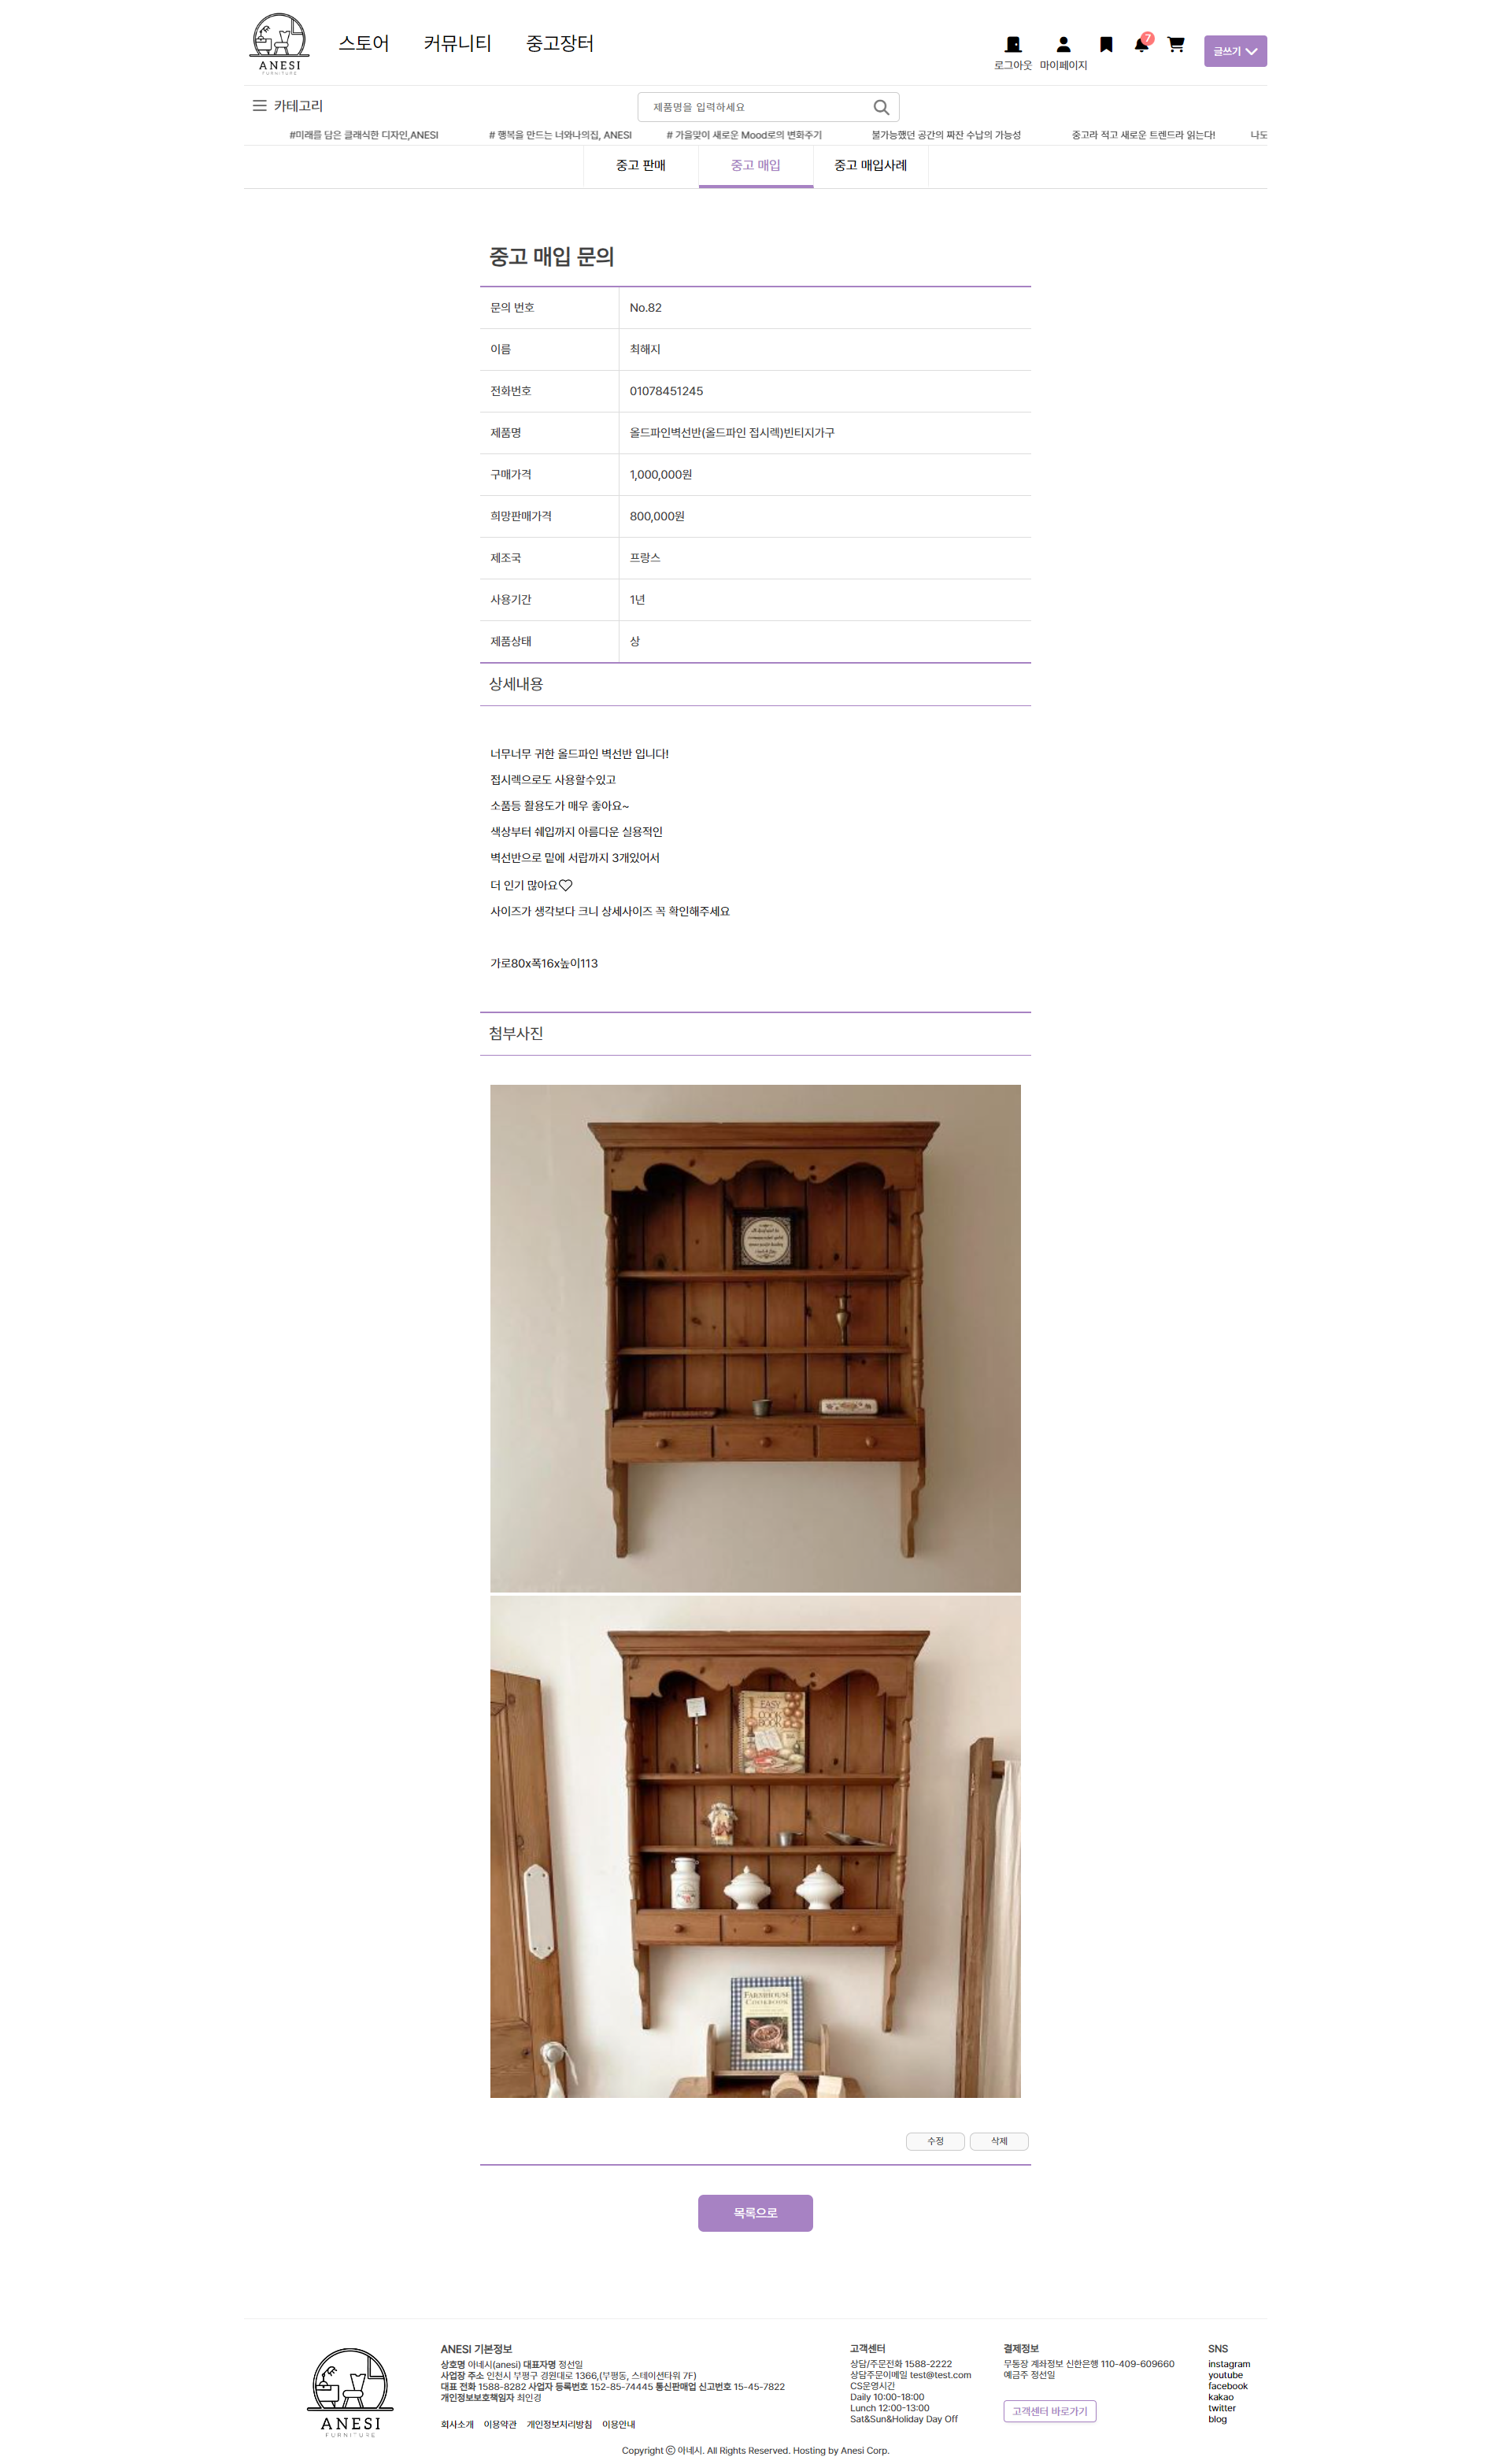 ANESI
FURNITURE
스토어 커뮤니티 중고장터
7
로그아웃 마이페이지
글쓰기
카테고리
제품명을 입력하세요
#미래를 담은 클래식한 디자인,ANESI # 행복을 만드는 너와나의집, ANESI # 가을맞이 새로운 Mood로의 변화주기 불가능했던 공간의 짜잔 수납의 가능성 중고라 적고 새로운 트렌드라 읽는다! 나도
중고 판매 중고 매입 중고 매입사례
중고 매입 문의
문의 번호 No.82
이름 최해지
전화번호 01078451245
제품명 올드파인벽선반(올드파인 접시렉)빈티지가구
구매가격 1,000,000원
희망판매가격 800,000원
제조국 프랑스
사용기간 1년
제품상태 상
상세내용
너무너무 귀한 올드파인 벽선반 입니다!
접시렉으로도 사용할수있고
소품등 활용도가 매우 좋아요~
색상부터 쉐입까지 아름다운 실용적인
벽선반으로 밑에 서랍까지 3개있어서
더 인기 많아요♡
사이즈가 생각보다 크니 상세사이즈 꼭 확인해주세요
가로80x폭16x높이113
첨부사진
EASY
COOK
BOOK
FARMHOUSE
COOKBOOK
수정 삭제
목록으로
ANESI
FURNITURE
ANESI 기본정보
상호명 아네시(anesi) 대표자명 정선일
사업장 주소 인천시 부평구 경원대로 1366,(부평동, 스테이션타워 7F)
대표 전화 1588-8282 사업자 등록번호 152-85-74445 통신판매업 신고번호 15-45-7822
개인정보보호책임자 최인경
회사소개 이용약관 개인정보처리방침 이용안내
고객센터
상담/주문전화 1588-2222
상담주문이메일 test@test.com
CS운영시간
Daily 10:00-18:00
Lunch 12:00-13:00
Sat&Sun&Holiday Day Off
결제정보
무통장 계좌정보 신한은행 110-409-609660
예금주 정선일
고객센터 바로가기
SNS
instagram
youtube
facebook
kakao
twitter
blog
Copyright ⓒ 아네시. All Rights Reserved. Hosting by Anesi Corp.